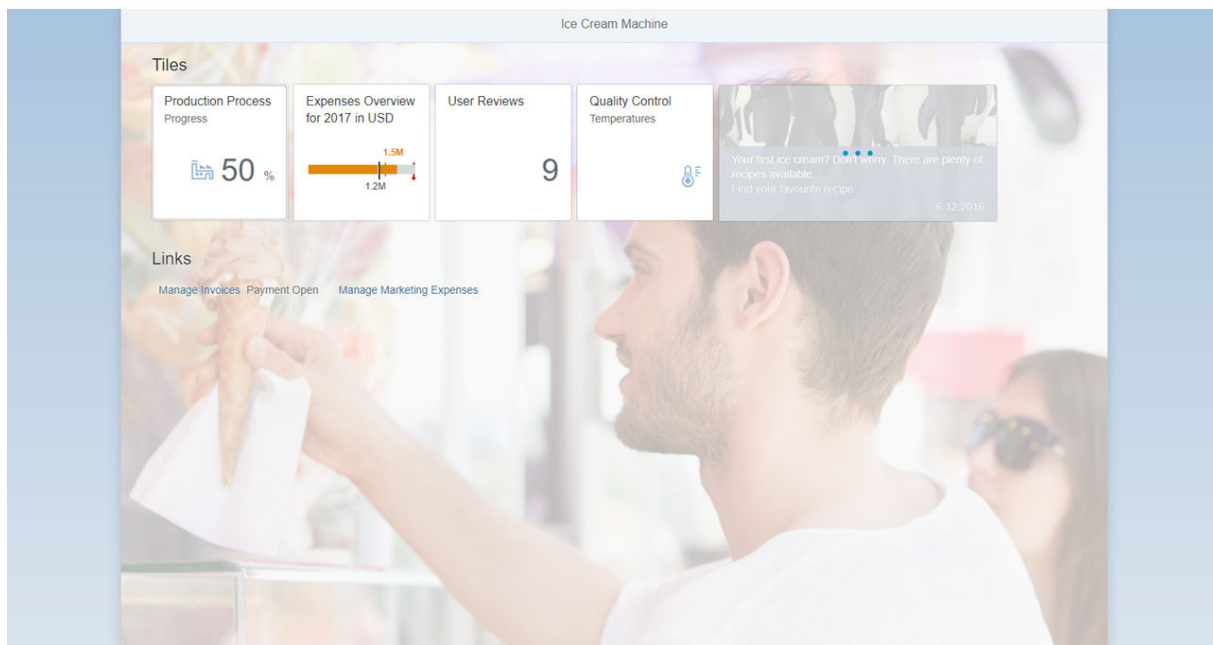 Ice Cream Machine
Tiles
Production Process
Progress
50 %
Expenses Overview
for 2017 in USD
1.5M
1.2M
User Reviews
9
Quality Control
Temperatures
Your first ice cream? Don't worry. There are plenty of
recipes available...
Find your favourite recipe
6.12.2016
Links
Manage Invoices Payment Open Manage Marketing Expenses